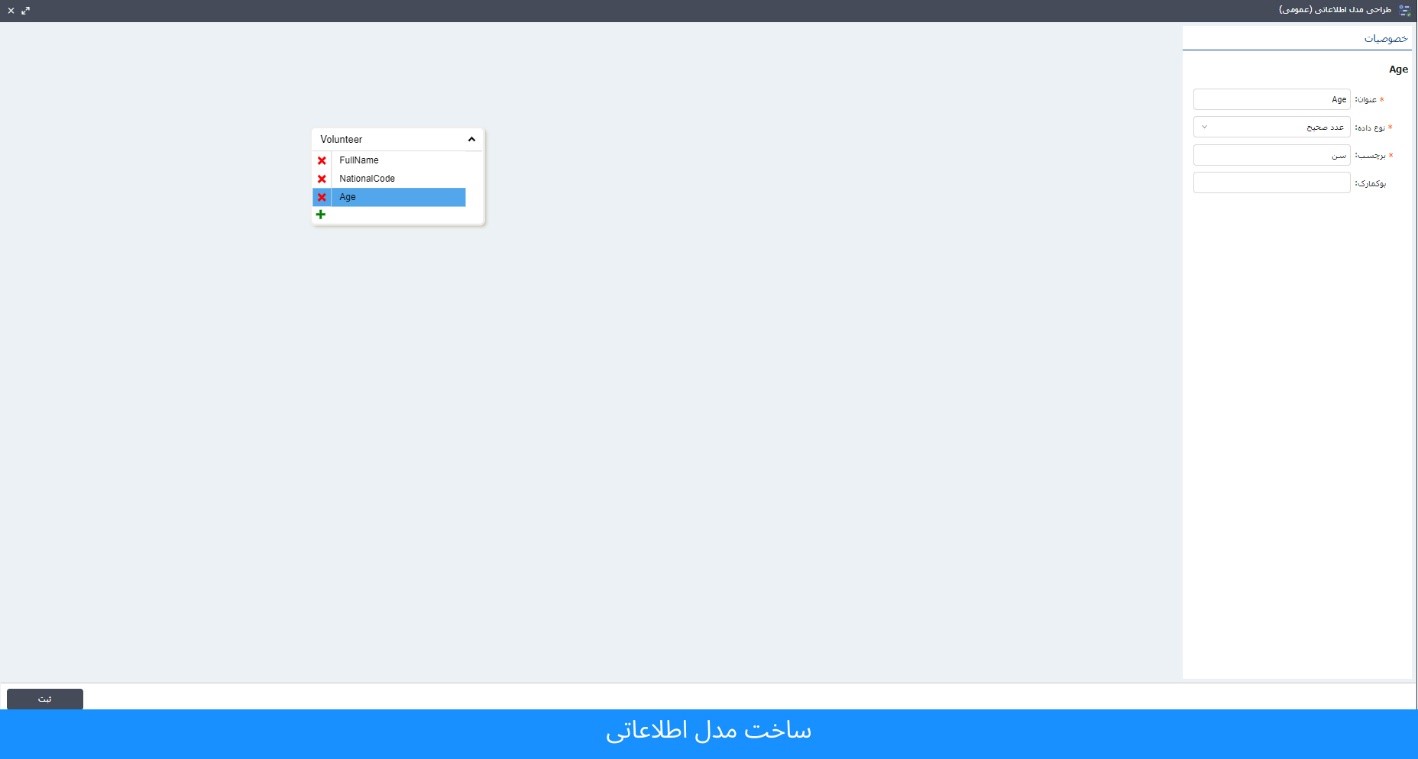 طراحی مدل اطلاعاتی (عمومی)
خصوصیات
Age
* عنوان: Age
* نوع داده: عدد صحیح
* برچسب: سن
بوکمارک:
Volunteer
FullName
NationalCode
Age
ثبت
ساخت مدل اطلاعاتی